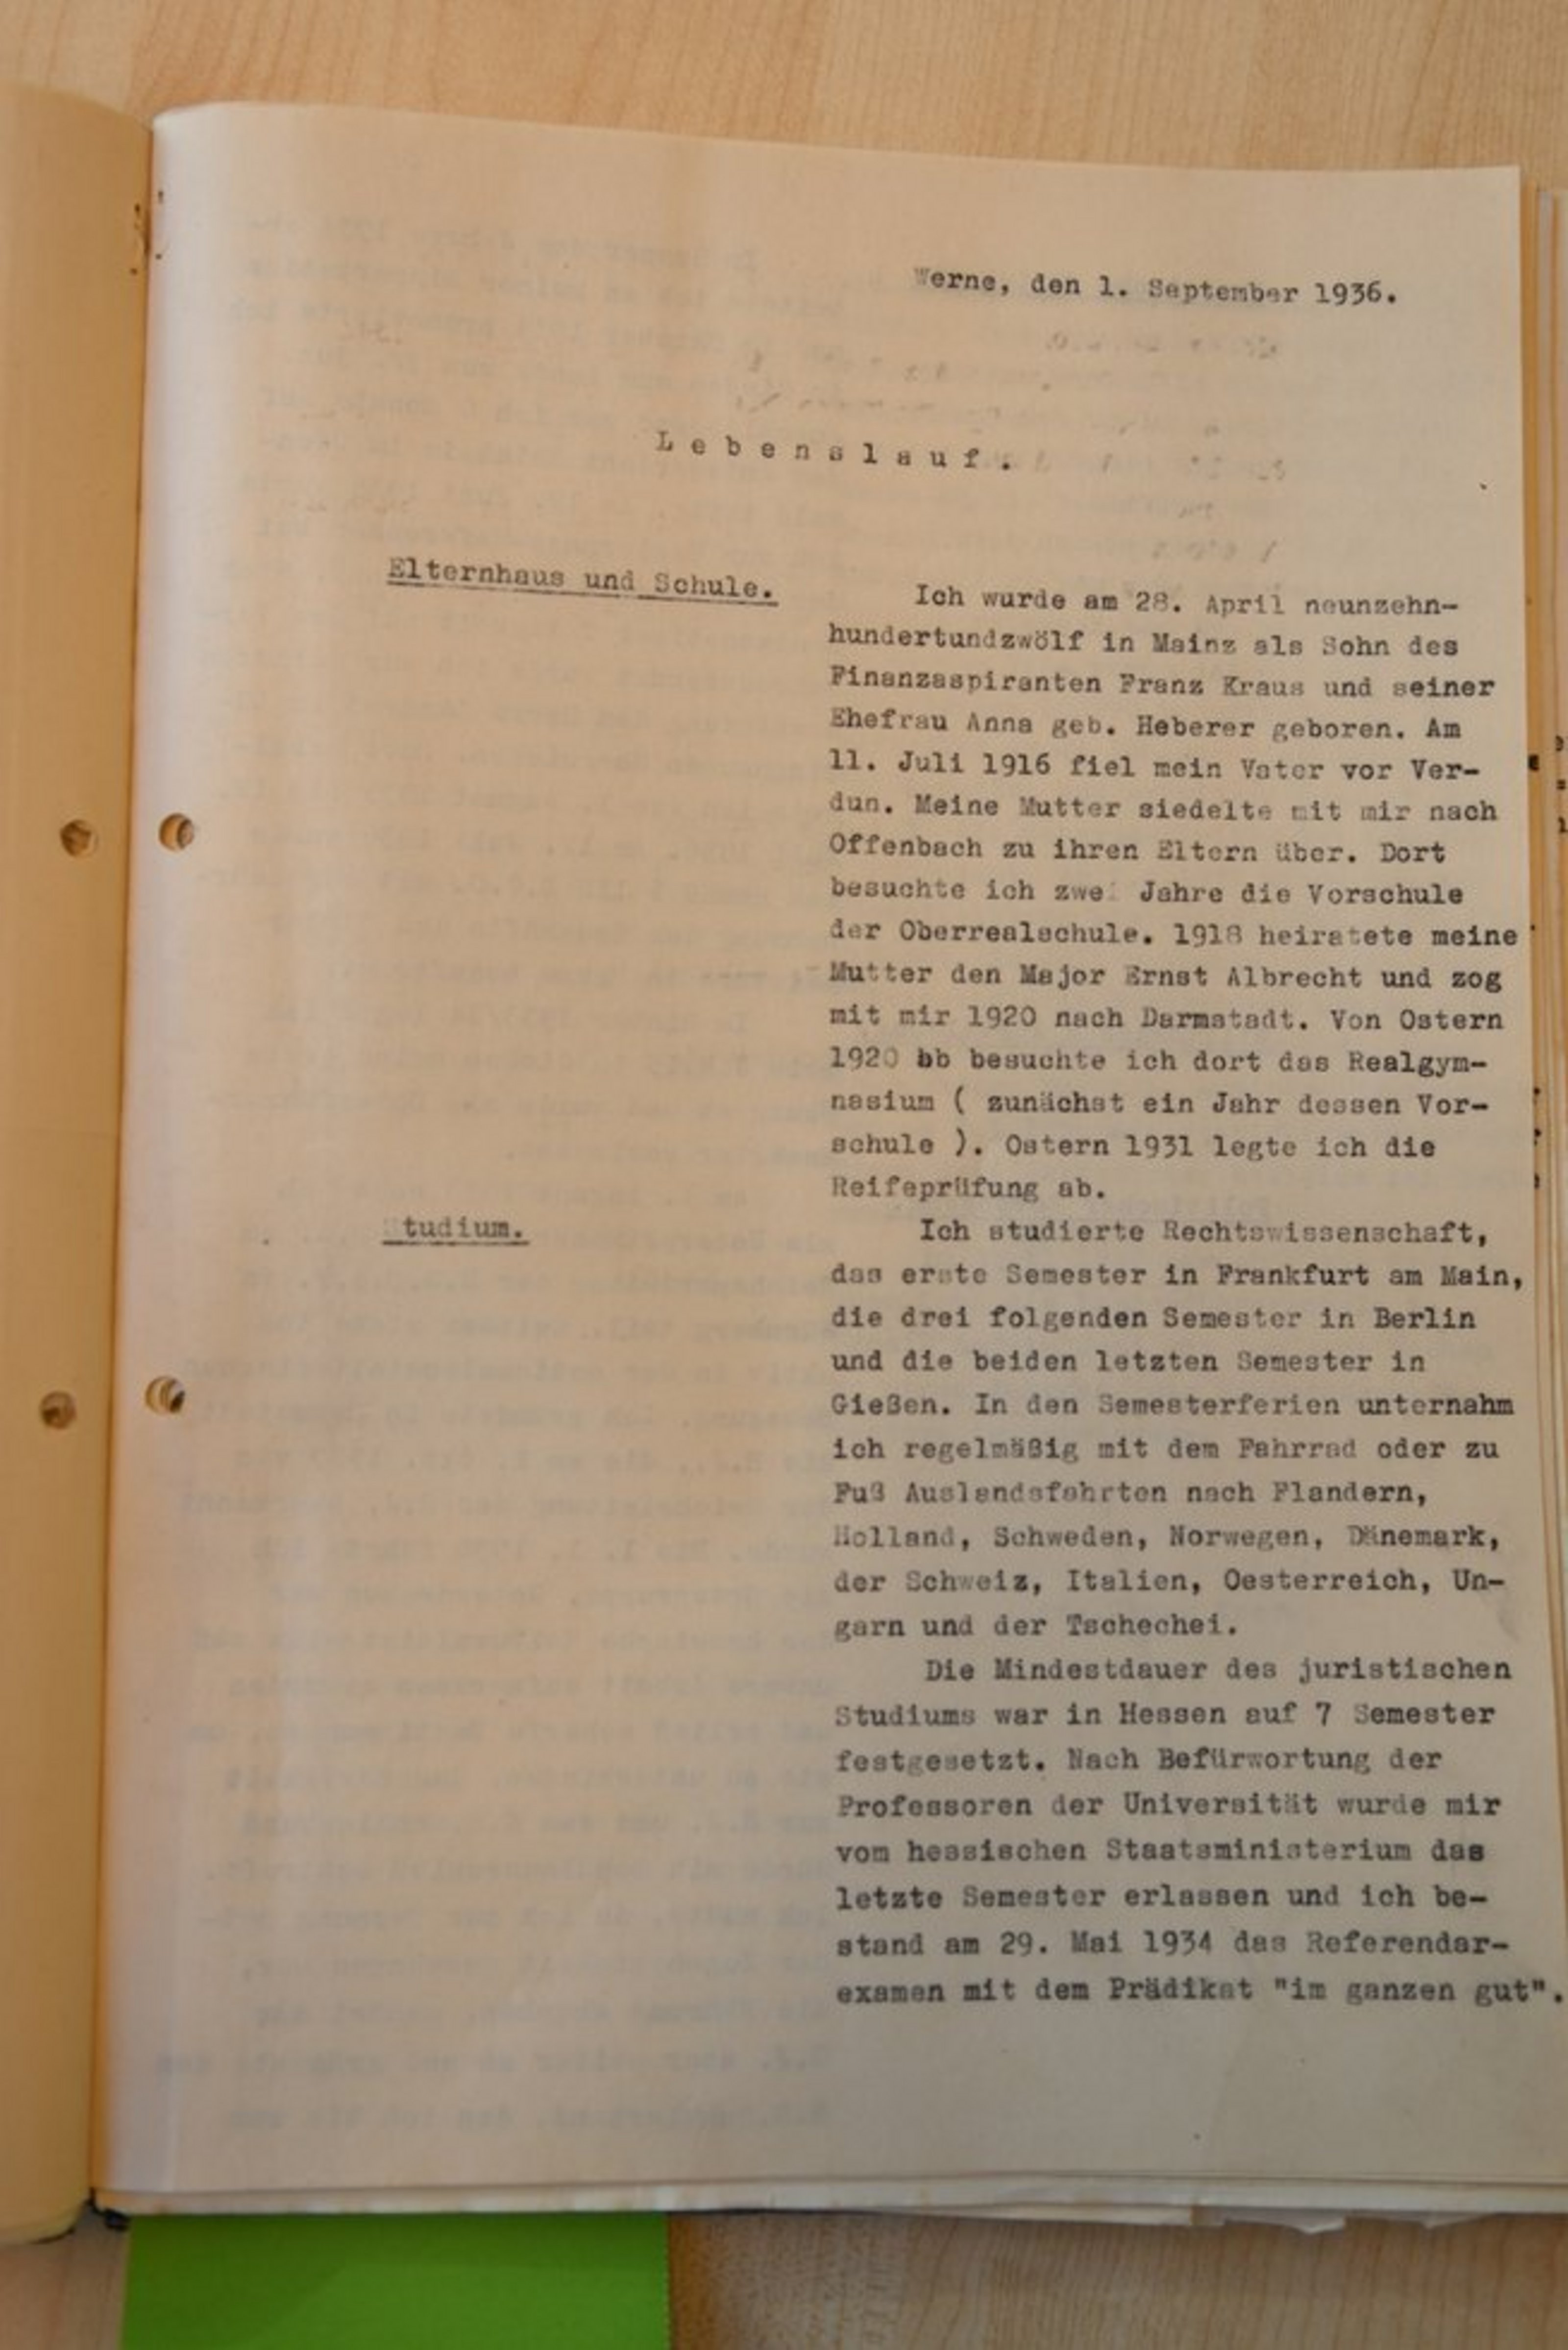 Werne, den 1. September 1936.
Lebenslauf.
Elternhaus und Schule.
Ich wurde am 28. April neunzehn-
hundertundzwölf in Mainz als Sohn des
Finanzaspiranten Franz Kraus und seiner
Ehefrau Anna geb. Heberer geboren. Am
11. Juli 1916 fiel mein Vater vor Ver-
dun. Meine Mutter siedelte mit mir nach
Offenbach zu ihren Eltern über. Dort
besuchte ich zwei Jahre die Vorschule
der Oberrealschule. 1918 heiratete meine
Mutter den Major Ernst Albrecht und zog
mit mir 1920 nach Darmstadt. Von Ostern
1920 bb besuchte ich dort das Realgym-
nasium ( zunächst ein Jahr dessen Vor-
schule ). Ostern 1931 legte ich die
Reifeprüfung ab.
Studium.
Ich studierte Rechtswissenschaft,
das erste Semester in Frankfurt am Main,
die drei folgenden Semester in Berlin
und die beiden letzten Semester in
Gießen. In den Semesterferien unternahm
ich regelmäßig mit dem Fahrrad oder zu
Fuß Auslandsfahrten nach Flandern,
Holland, Schweden, Norwegen, Dänemark,
der Schweiz, Italien, Oesterreich, Un-
garn und der Tschechei.
Die Mindestdauer des juristischen
Studiums war in Hessen auf 7 Semester
festgesetzt. Nach Befürwortung der
Professoren der Universität wurde mir
vom hessischen Staatsministerium das
letzte Semester erlassen und ich be-
stand am 29. Mai 1934 das Referendar-
examen mit dem Prädikat "im ganzen gut".